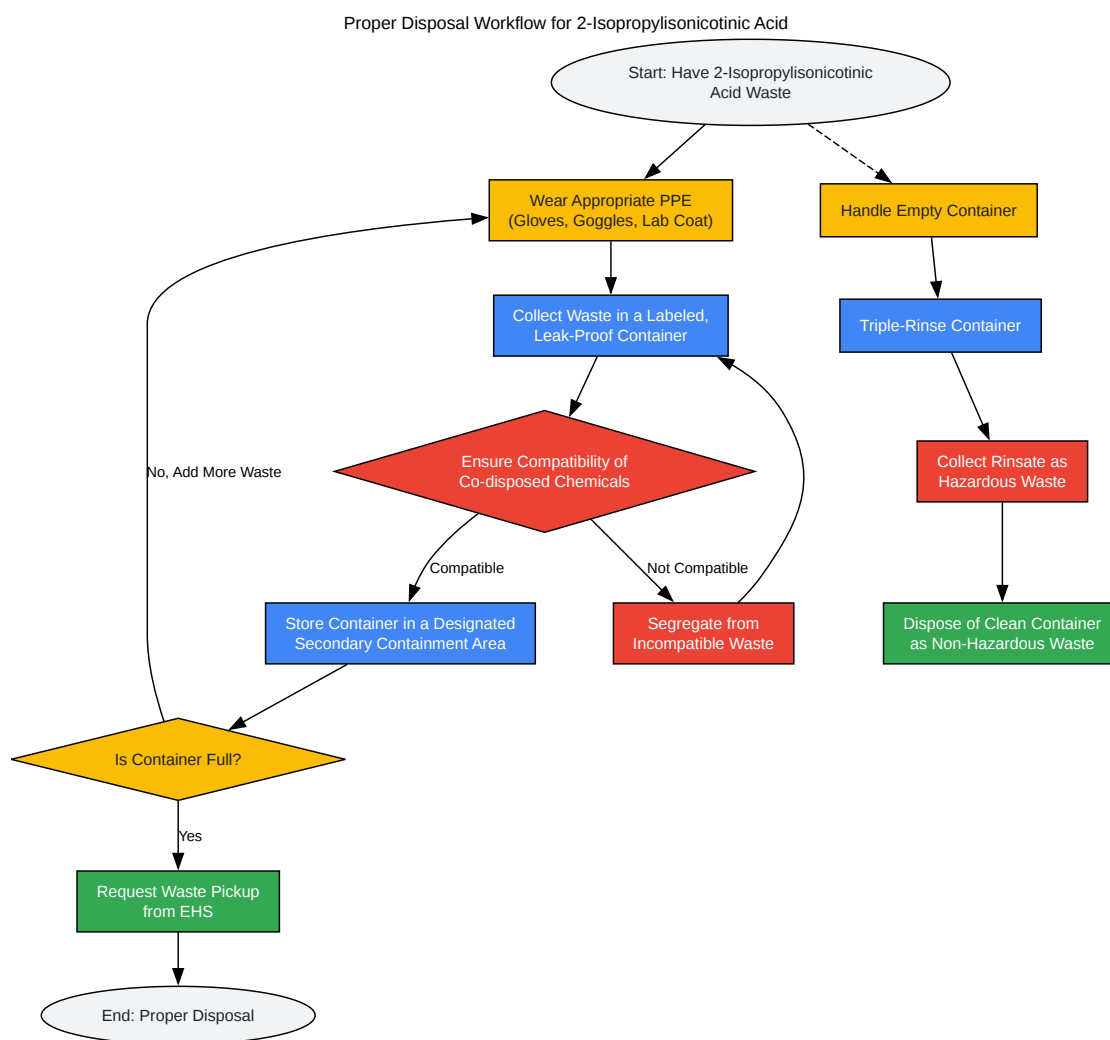 Proper Disposal Workflow for 2-Isopropylisonicotinic Acid
Start: Have 2-Isopropylisonicotinic
Acid Waste
Wear Appropriate PPE
(Gloves, Goggles, Lab Coat)
Handle Empty Container
Collect Waste in a Labeled,
Leak-Proof Container
Triple-Rinse Container
Ensure Compatibility of
Co-disposed Chemicals
No, Add More Waste
Collect Rinsate as
Hazardous Waste
Compatible
Not Compatible
Store Container in a Designated
Secondary Containment Area
Segregate from
Incompatible Waste
Dispose of Clean Container
as Non-Hazardous Waste
Is Container Full?
Yes
Request Waste Pickup
from EHS
End: Proper Disposal